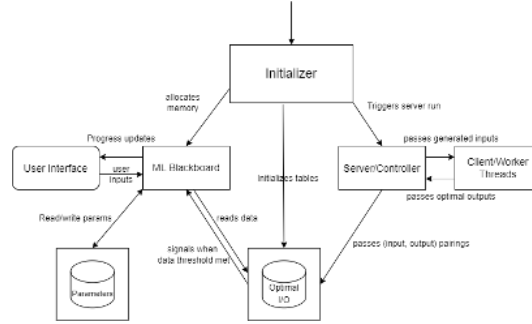 Initializer
allocates
memory
Triggers server run
Progress updates
passes generated inputs
User Interface
user
inputs
ML Blackboard
Initializes tables
Server/Controller
Client/Worker
Threads
passes optimal outputs
Read/write params
reads data
signals when
data threshold met
passes (input, output) pairings
Parameters
Optimal
I/O